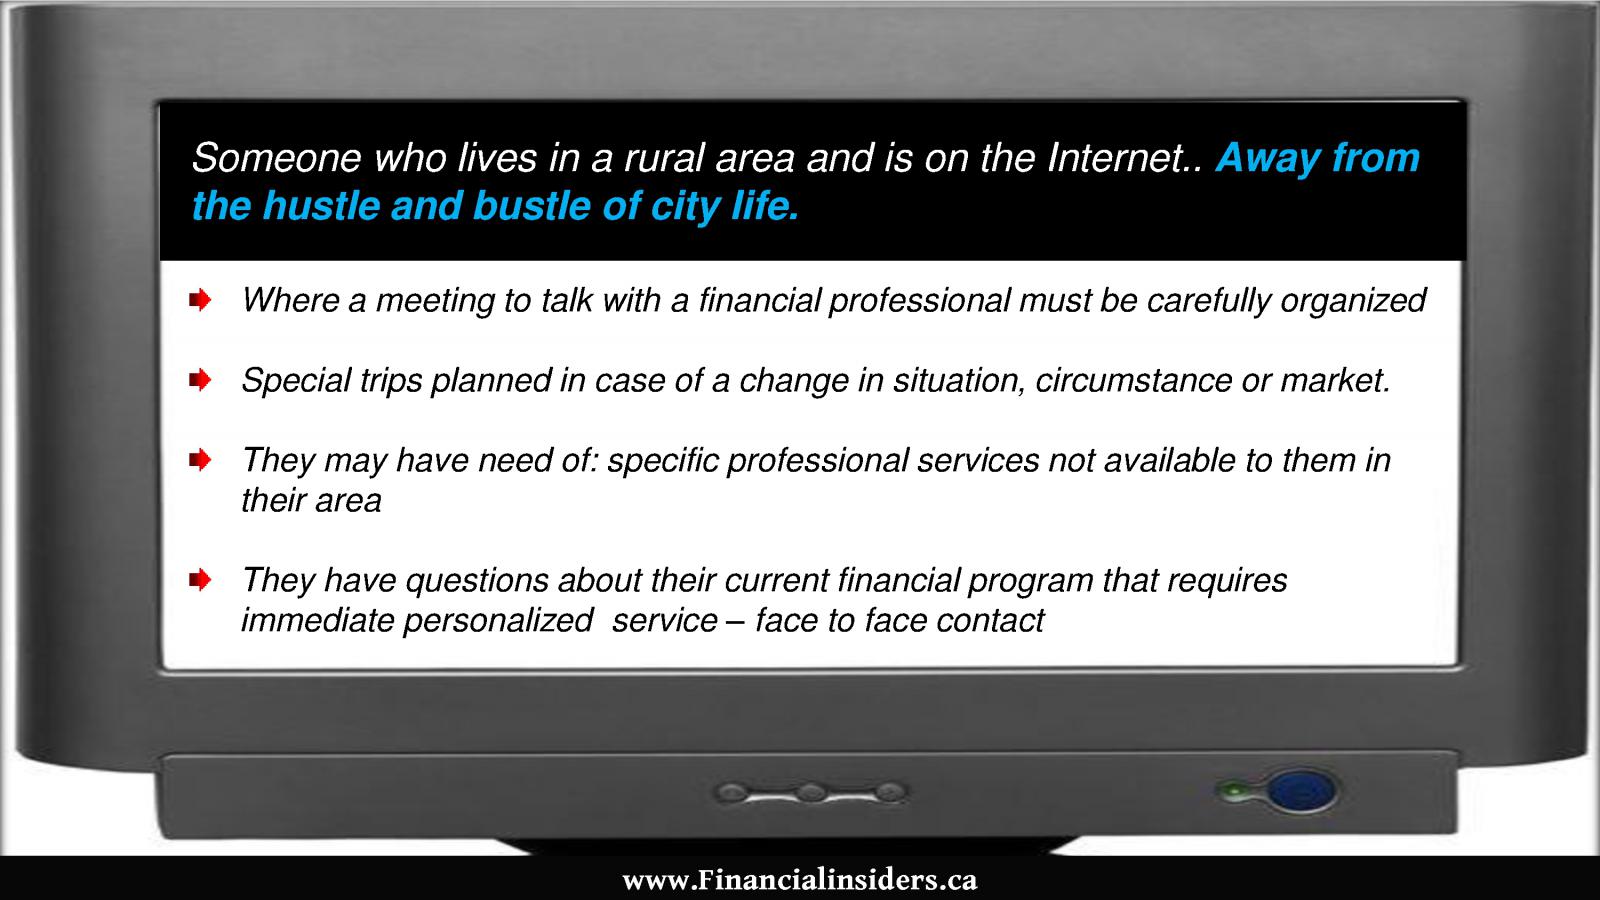 Someone who lives in a rural area and is on the Internet.. Away from
the hustle and bustle of city life.
Where a meeting to talk with a financial professional must be carefully organized
Special trips planned in case of a change in situation, circumstance or market.
They may have need of: specific professional services not available to them in
their area
They have questions about their current financial program that requires
immediate personalized  service – face to face contact
www.Financialinsiders.ca